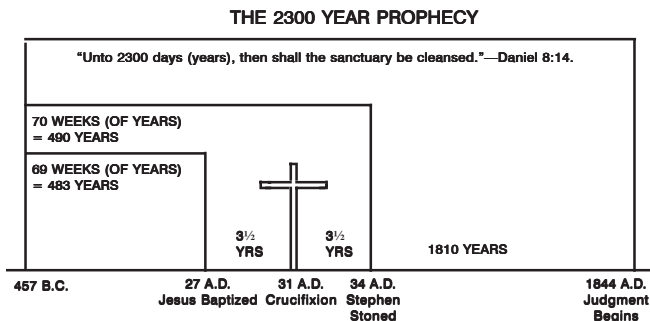 THE 2300 YEAR PROPHECY
“Unto 2300 days (years), then shall the sanctuary be cleansed.”—Daniel 8:14.
70 WEEKS (OF YEARS)
= 490 YEARS
69 WEEKS (OF YEARS)
= 483 YEARS
3½
YRS
3½
YRS
1810 YEARS
457 B.C.
27 A.D.
Jesus Baptized
31 A.D.
Crucifixion
34 A.D.
Stephen
Stoned
1844 A.D.
Judgment
Begins